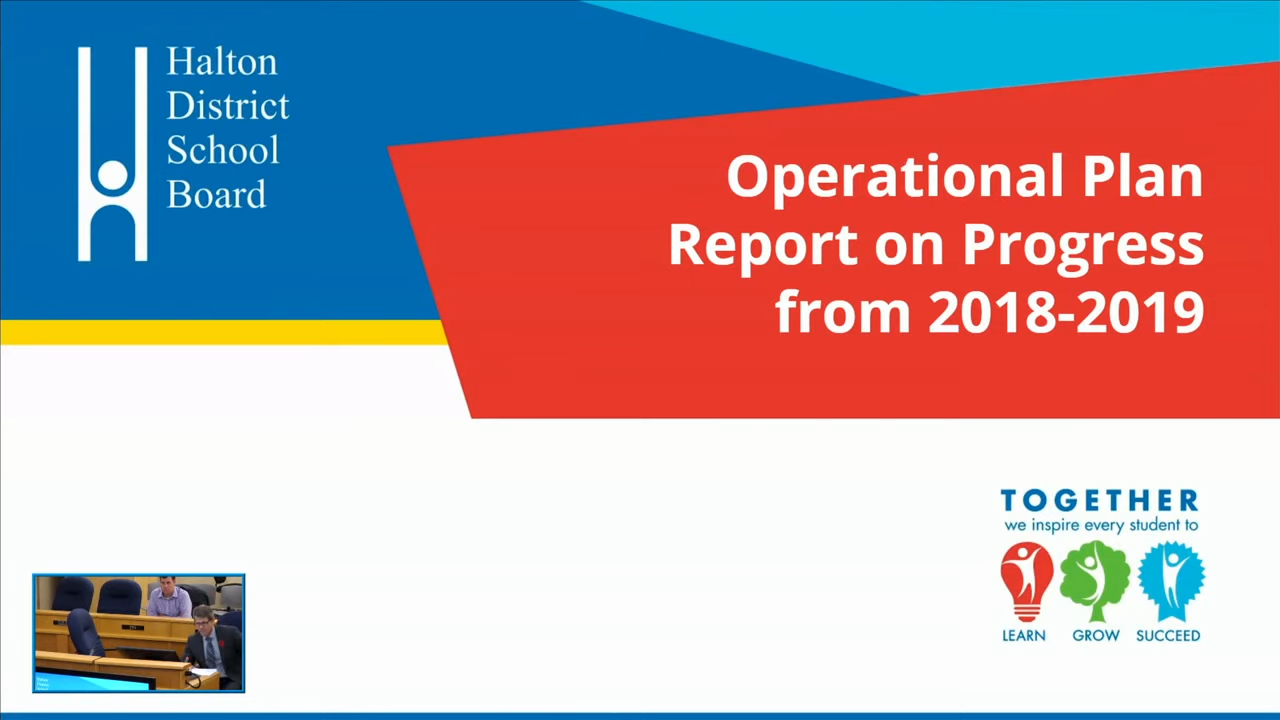 Halton
District
School
Board
Operational Plan
Report on Progress
from 2018-2019
TOGETHER
we inspire every student to
LEARN GROW SUCCEED